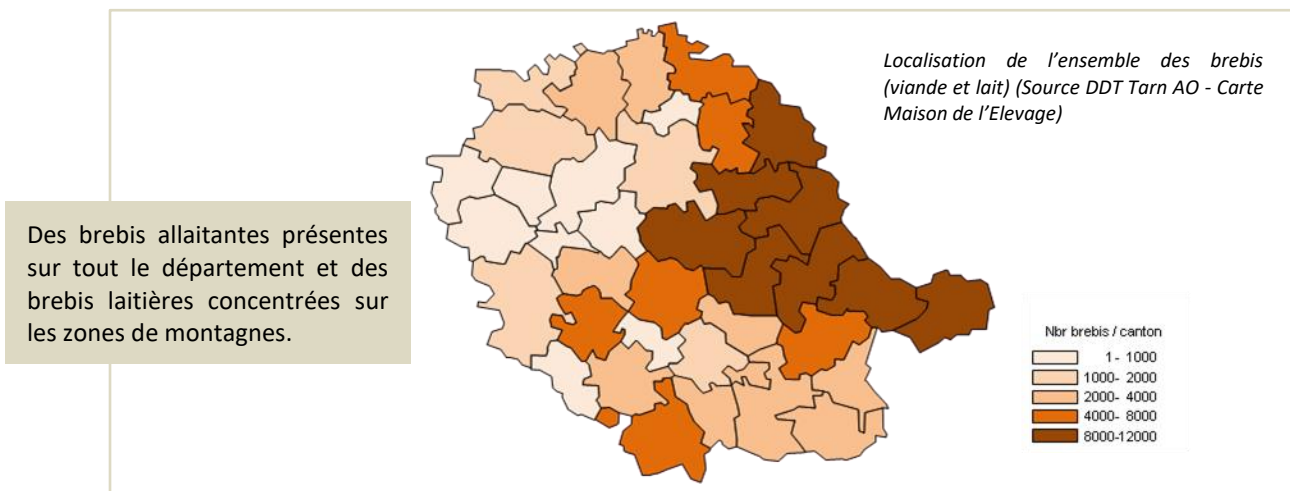 Localisation de l’ensemble des brebis
(viande et lait) (Source DDT Tarn AO - Carte
Maison de l’Elevage)
Des brebis allaitantes présentes
sur tout le département et des
brebis laitières concentrées sur
les zones de montagnes.
Nbr brebis / canton
1- 1000
1000- 2000
2000- 4000
4000- 8000
8000-12000